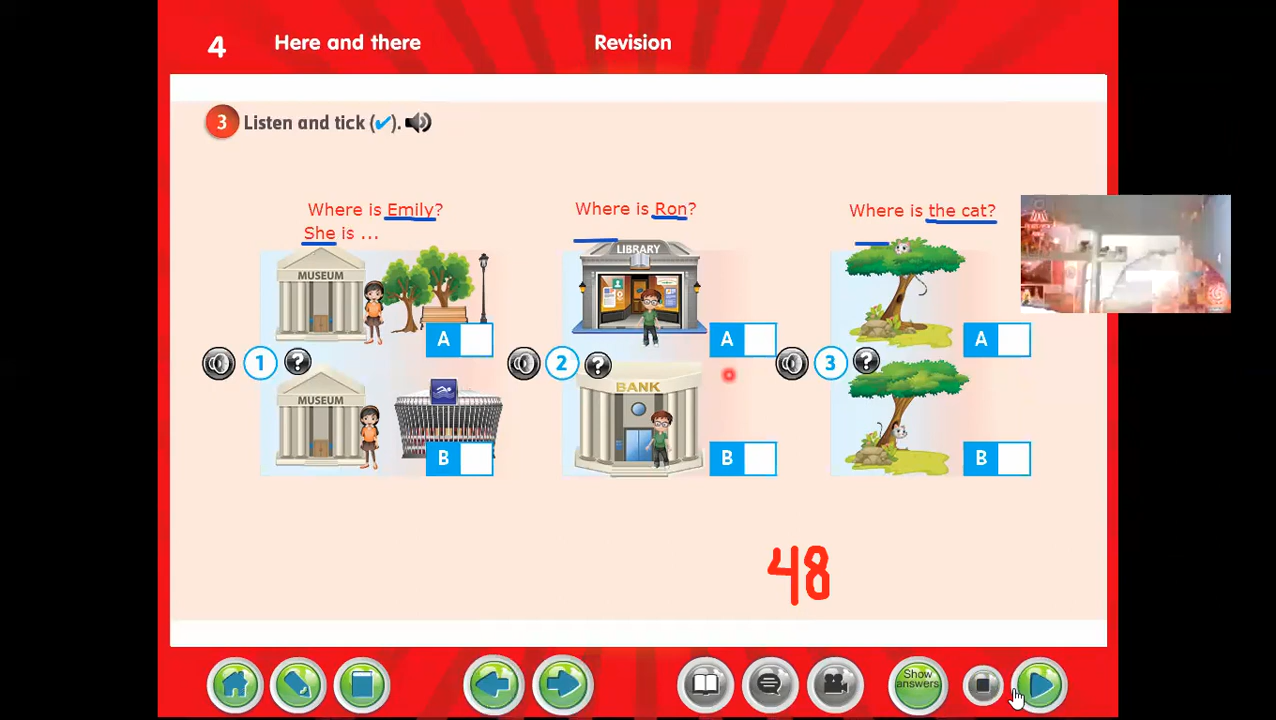 4 Here and there Revision
3 Listen and tick (✔).
Where is Emily?
She is ...
Where is Ron?
Where is the cat?
MUSEUM
LIBRARY
A
A
A
1
?
2
?
3
?
MUSEUM
BANK
B
B
B
48
Show
answers